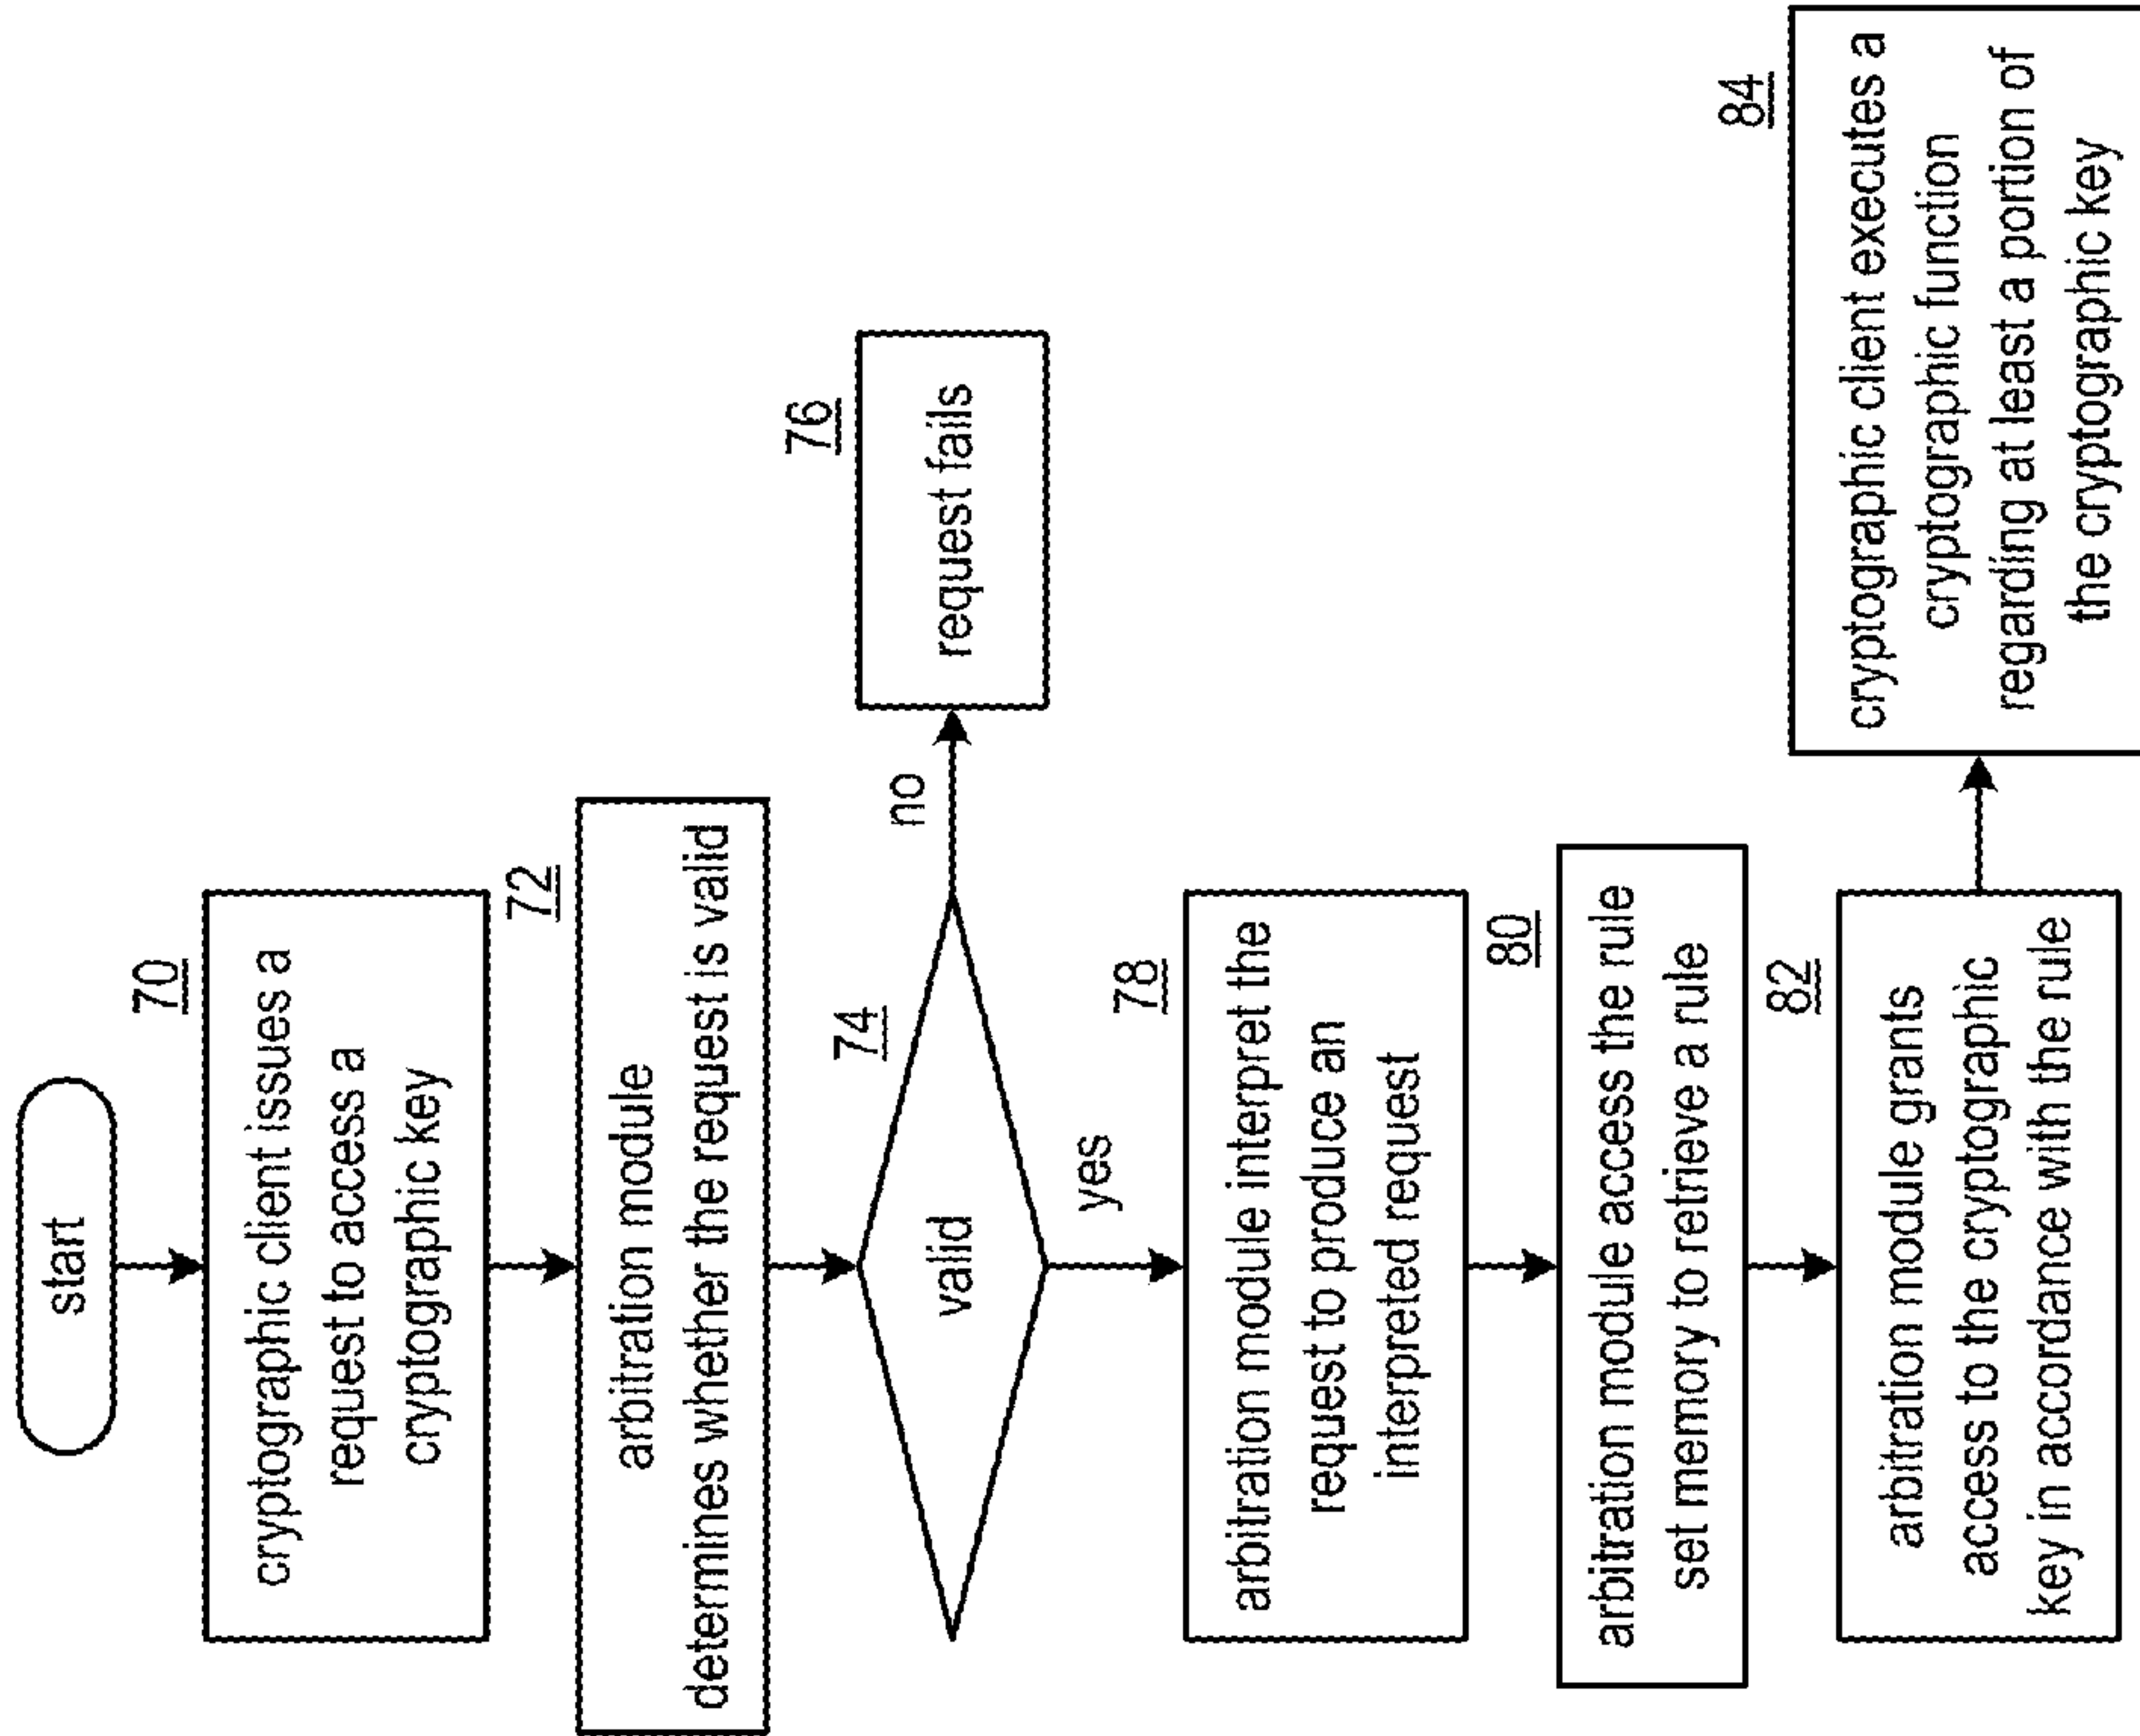 start
70
cryptographic client issues a
request to access a
cryptographic key
72
arbitration module
determines whether the request is valid
74
valid
no
76
request fails
yes
78
arbitration module interpret the
request to produce an
interpreted request
80
arbitration module access the rule
set memory to retrieve a rule
82
arbitration module grants
access to the cryptographic
key in accordance with the rule
84
cryptographic client executes a
cryptographic function
regarding at least a portion of
the cryptographic key